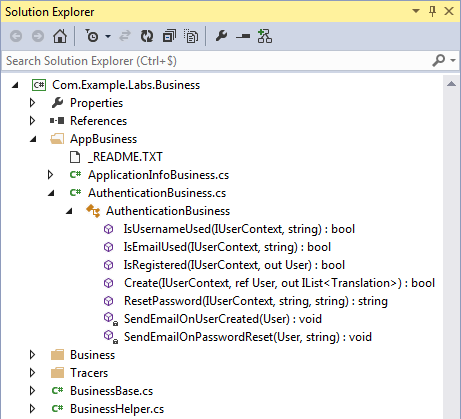 Solution Explorer
Search Solution Explorer (Ctrl+$)
C# Com.Example.Labs.Business
Properties
References
AppBusiness
_README.TXT
C# ApplicationInfoBusiness.cs
C# AuthenticationBusiness.cs
AuthenticationBusiness
IsUsernameUsed(IUserContext, string) : bool
IsEmailUsed(IUserContext, string) : bool
IsRegistered(IUserContext, out User) : bool
Create(IUserContext, ref User, out IList<Translation>) : bool
ResetPassword(IUserContext, string, string) : string
SendEmailOnUserCreated(User) : void
SendEmailOnPasswordReset(User, string) : void
Business
Tracers
C# BusinessBase.cs
C# BusinessHelper.cs